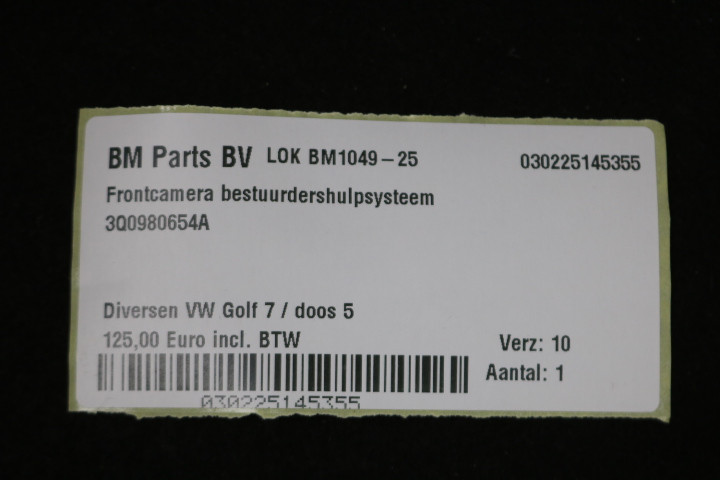 BM Parts BV LOK BM1049-25 030225145355
Frontcamera bestuurdershulpsysteem
3Q0980654A
Diversen VW Golf 7 / doos 5
125,00 Euro incl. BTW Verz: 10
Aantal: 1
030225145355